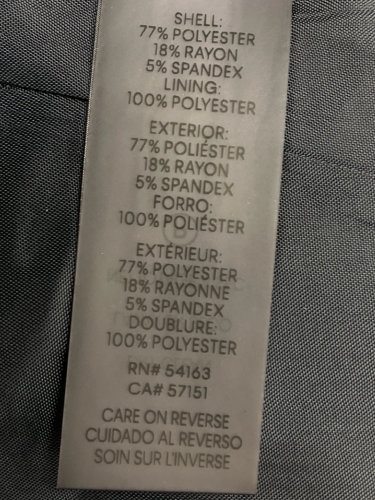 SHELL:
77% POLYESTER
18% RAYON
5% SPANDEX
LINING:
100% POLYESTER
EXTERIOR:
77% POLIÉSTER
18% RAYON
5% SPANDEX
FORRO:
100% POLIÉSTER
EXTÉRIEUR:
77% POLYESTER
18% RAYONNE
5% SPANDEX
DOUBLURE:
100% POLYESTER
RN# 54163
CA# 57151
CARE ON REVERSE
CUIDADO AL REVERSO
SOIN SUR L'INVERSE